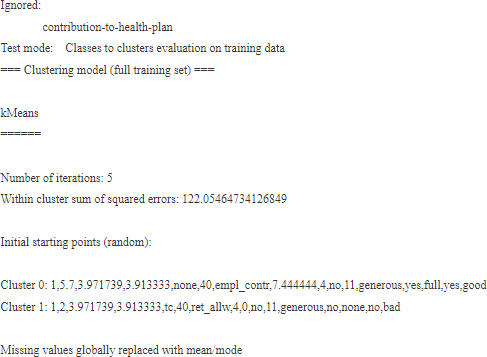 Ignored:
contribution-to-health-plan
Test mode:    Classes to clusters evaluation on training data
=== Clustering model (full training set) ===
kMeans
======
Number of iterations: 5
Within cluster sum of squared errors: 122.05464734126849
Initial starting points (random):
Cluster 0: 1,5.7,3.971739,3.913333,none,40,empl_contr,7.444444,4,no,11,generous,yes,full,yes,good
Cluster 1: 1,2,3.971739,3.913333,tc,40,ret_allw,4,0,no,11,generous,no,none,no,bad
Missing values globally replaced with mean/mode